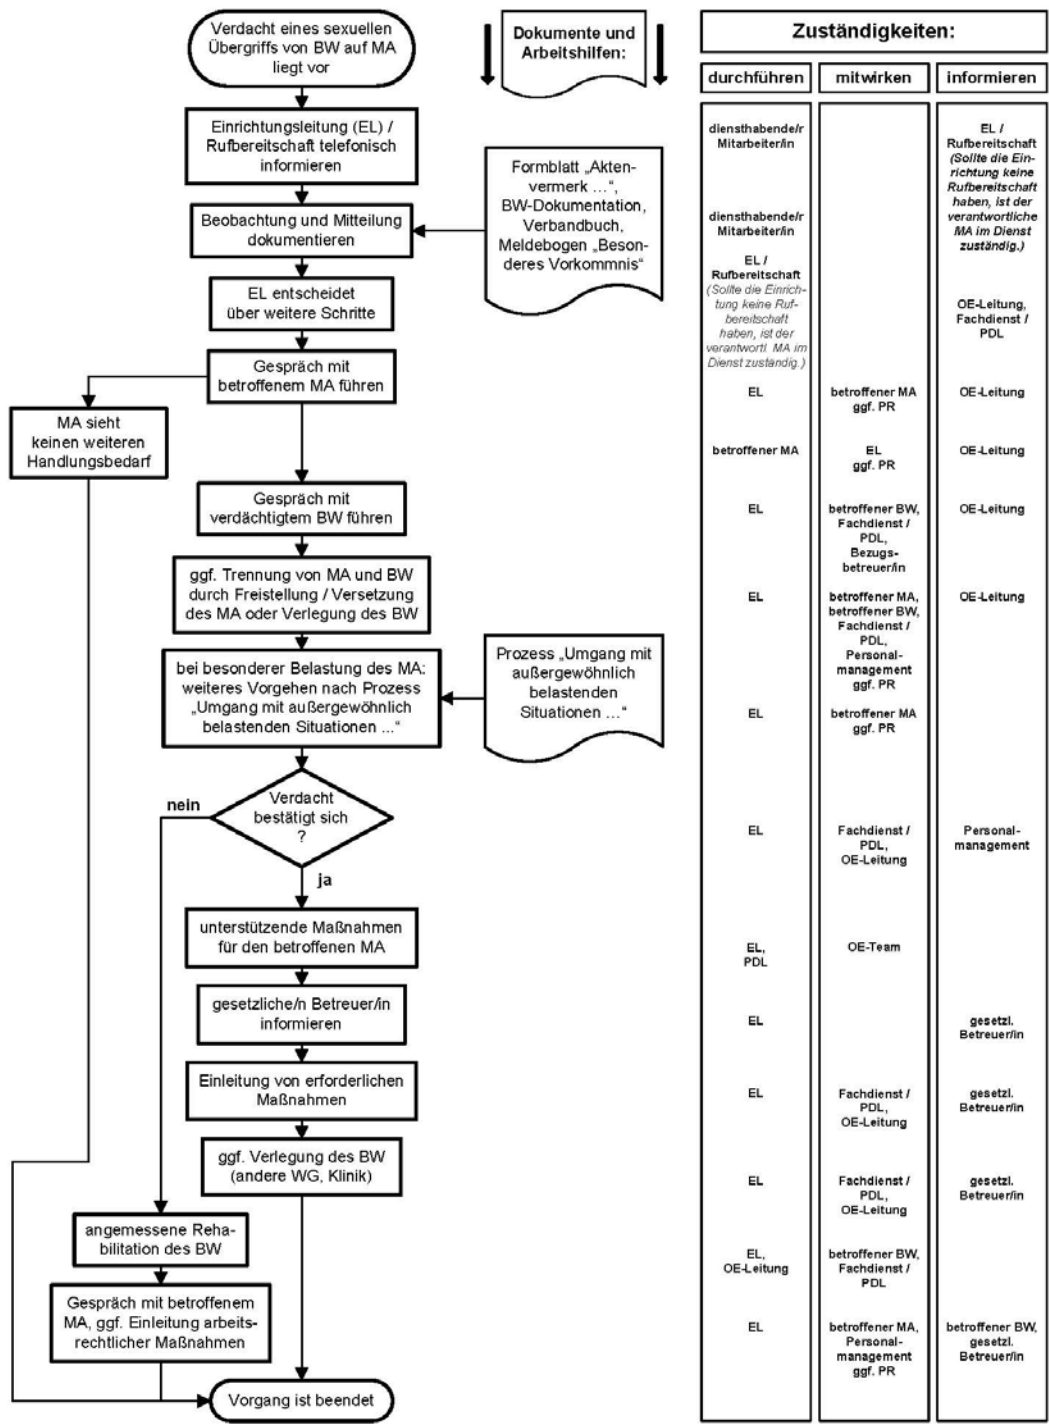 Verdacht eines sexuellen
Übergriffs von BW auf MA
liegt vor
Einrichtungsleitung (EL) /
Rufbereitschaft telefonisch
informieren
Beobachtung und Mitteilung
dokumentieren
EL entscheidet
über weitere Schritte
Gespräch mit
betroffenem MA führen
MA sieht
keinen weiteren
Handlungsbedarf
Gespräch mit
verdächtigtem BW führen
ggf. Trennung von MA und BW
durch Freistellung / Versetzung
des MA oder Verlegung des BW
bei besonderer Belastung des MA:
weiteres Vorgehen nach Prozess
„Umgang mit außergewöhnlich
belastenden Situationen ...“
Verdacht
bestätigt sich
?
nein
ja
unterstützende Maßnahmen
für den betroffenen MA
gesetzliche/n Betreuer/in
informieren
Einleitung von erforderlichen
Maßnahmen
ggf. Verlegung des BW
(andere WG, Klinik)
angemessene Reha-
bilitation des BW
Gespräch mit betroffenem
MA, ggf. Einleitung arbeits-
rechtlicher Maßnahmen
Vorgang ist beendet
Dokumente und
Arbeitshilfen:
Formblatt „Akten-
vermerk ...“,
BW-Dokumentation,
Verbandbuch,
Meldebogen „Beson-
deres Vorkommnis“
Prozess „Umgang mit
außergewöhnlich
belastenden
Situationen ...“
Zuständigkeiten:
durchführen
diensthabende/r
Mitarbeiter/in
diensthabende/r
Mitarbeiter/in
EL /
Rufbereitschaft
(Sollte die Einrich-
tung keine Ruf-
bereitschaft
haben, ist der
verantwortl. MA im
Dienst zuständig.)
EL
betroffener MA
EL
EL
EL
EL
EL,
PDL
EL
EL
EL
EL,
OE-Leitung
EL
mitwirken
betroffener MA
ggf. PR
EL
ggf. PR
betroffener BW,
Fachdienst /
PDL,
Bezugs-
betreuer/in
betroffener MA,
betroffener BW,
Fachdienst /
PDL,
Personal-
management
ggf. PR
betroffener MA
ggf. PR
Fachdienst /
PDL,
OE-Leitung
OE-Team
Fachdienst /
PDL,
OE-Leitung
Fachdienst /
PDL,
OE-Leitung
betroffener BW,
Fachdienst /
PDL
betroffener MA,
Personal-
management
ggf. PR
informieren
EL /
Rufbereitschaft
(Sollte die Ein-
richtung keine
Rufbereitschaft
haben, ist der
verantwortliche
MA im Dienst
zuständig.)
OE-Leitung,
Fachdienst /
PDL
OE-Leitung
OE-Leitung
OE-Leitung
OE-Leitung
Personal-
management
gesetzl.
Betreuer/in
gesetzl.
Betreuer/in
gesetzl.
Betreuer/in
betroffener BW,
gesetzl.
Betreuer/in